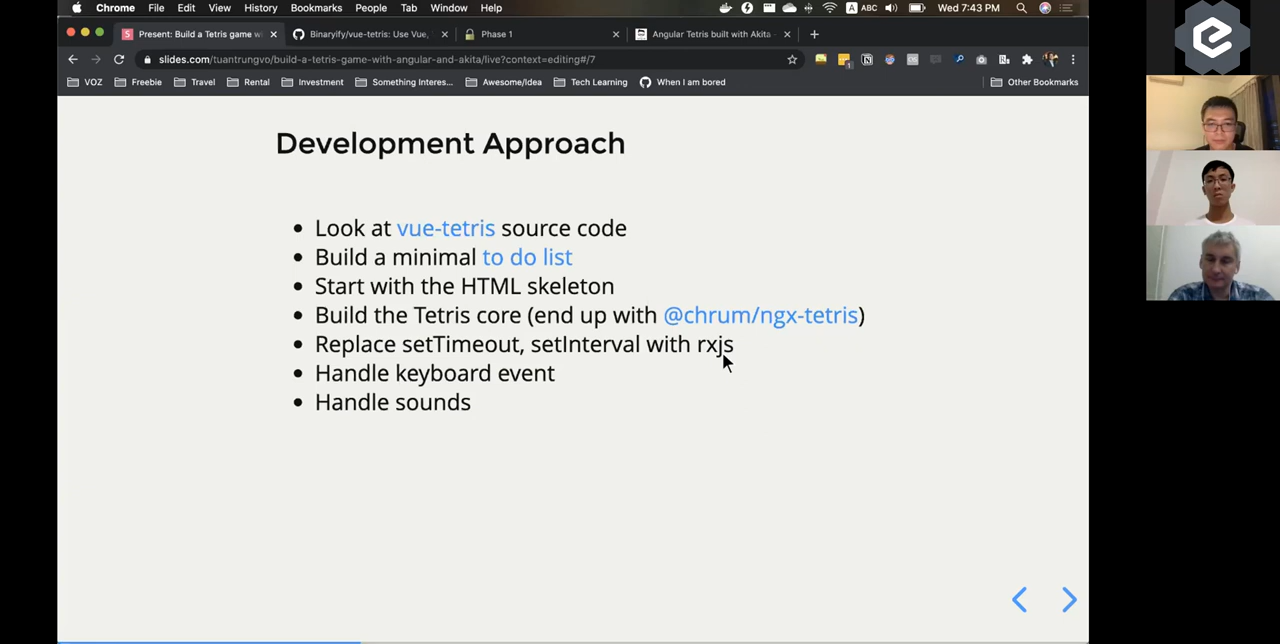 Chrome File Edit View History Bookmarks People Tab Window Help
A ABC Wed 7:43 PM
Present: Build a Tetris game wi
Binaryify/vue-tetris: Use Vue,
Phase 1
Angular Tetris built with Akita
slides.com/tuantrungvo/build-a-tetris-game-with-angular-and-akita/live?context=editing#/7
VOZ Freebie Travel Rental Investment Something Interes... Awesome/Idea Tech Learning When I am bored Other Bookmarks
Development Approach
Look at vue-tetris source code
Build a minimal to do list
Start with the HTML skeleton
Build the Tetris core (end up with @chrum/ngx-tetris)
Replace setTimeout, setInterval with rxjs
Handle keyboard event
Handle sounds